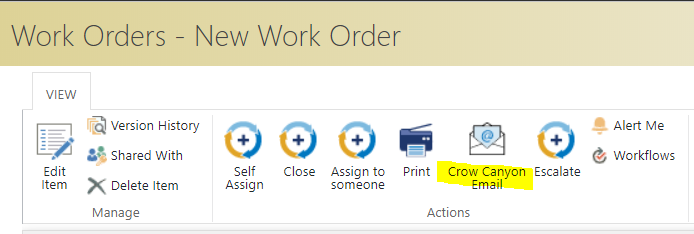 Work Orders - New Work Order
VIEW
Edit
Item
Version History
Shared With
Delete Item
Manage
Self
Assign
Close
Assign to
someone
Print
Crow Canyon
Email
Escalate
Actions
Alert Me
Workflows